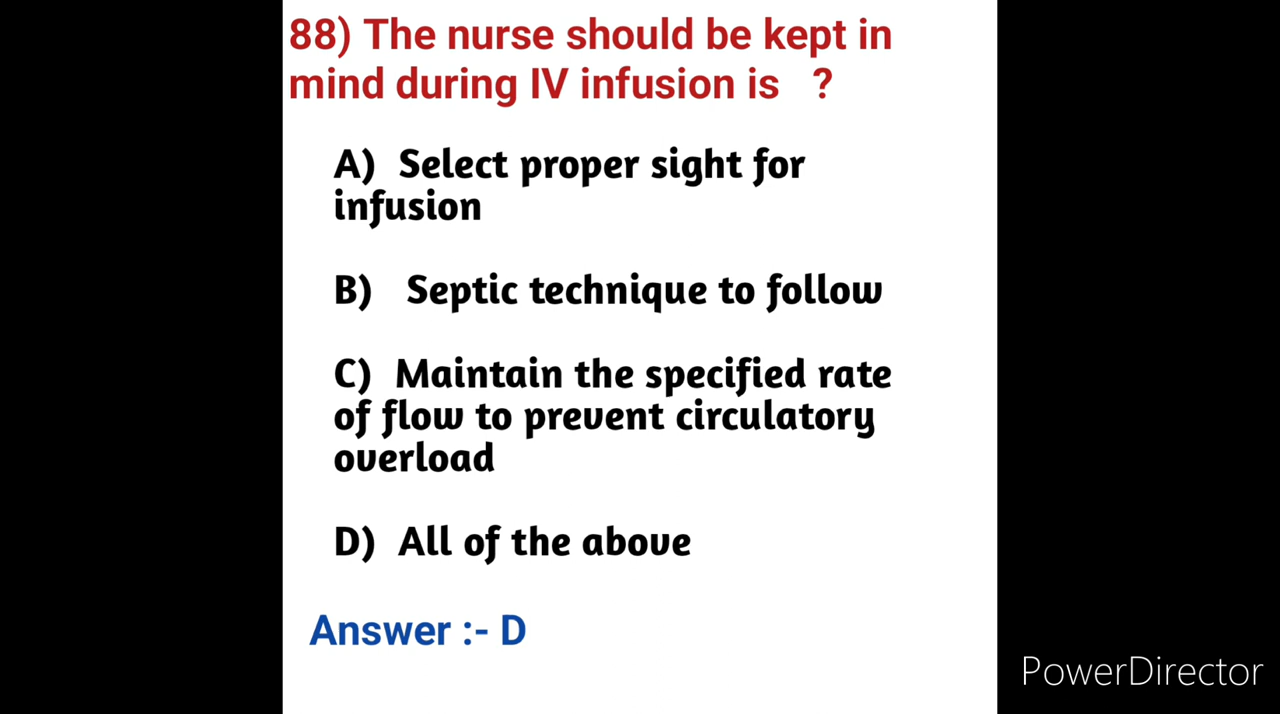 88) The nurse should be kept in
mind during IV infusion is ?
A) Select proper sight for
infusion
B) Septic technique to follow
C) Maintain the specified rate
of flow to prevent circulatory
overload
D) All of the above
Answer :- D
PowerDirector